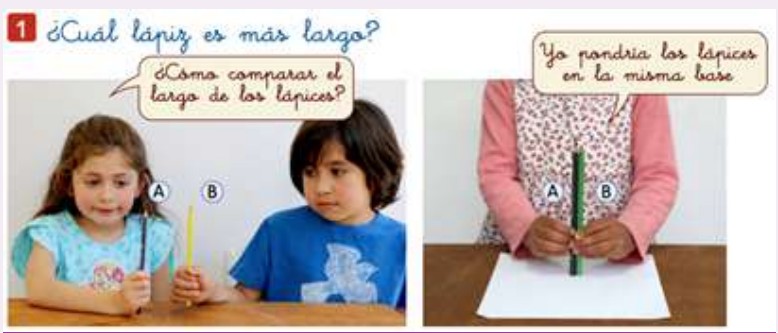 1 ¿Cuál lápiz es más largo?
¿Cómo comparar el
largo de los lápices?
Yo pondría los lápices
en la misma base
A
B
A
B